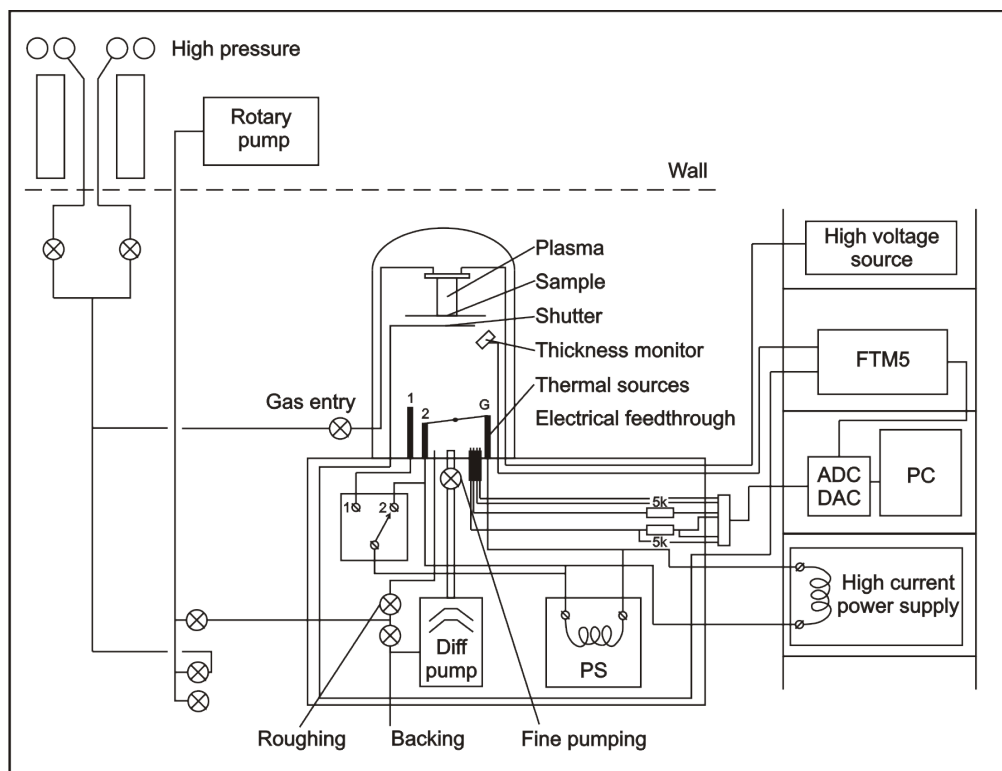 High pressure
Rotary
pump
Wall
Plasma
Sample
Shutter
Thickness monitor
Thermal sources
Electrical feedthrough
Gas entry
1
2
G
High voltage
source
FTM5
ADC
DAC
PC
High current
power supply
1
2
5k
5k
Diff
pump
PS
Roughing
Backing
Fine pumping